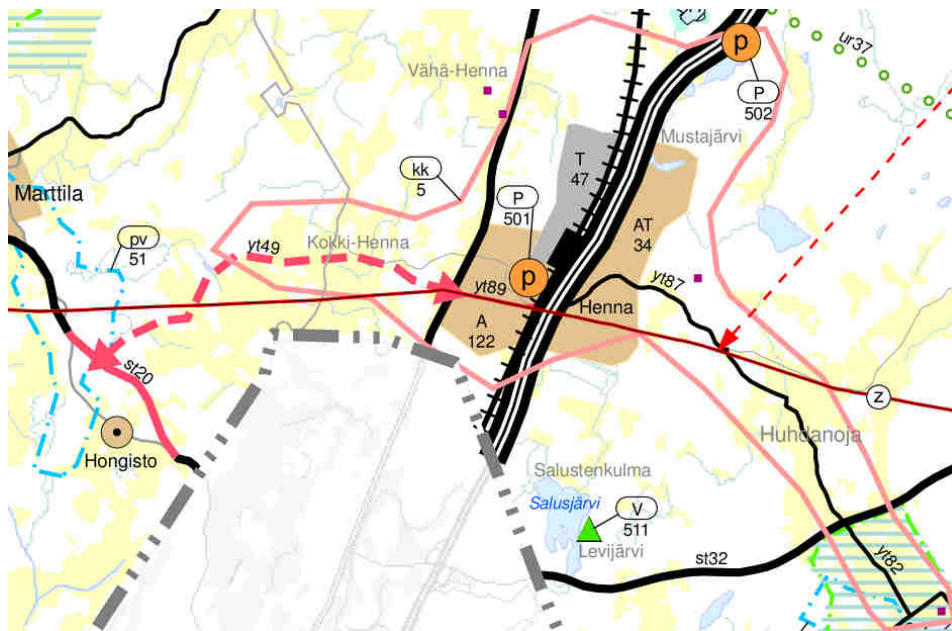 ur37
p
P
502
Vähä-Henna
Mustajärvi
T
47
kk
5
Marttila
P
501
AT
34
pv
51
yt49
Kokki-Henna
yt87
p
yt89
Henna
A
122
st20
z
Huhdanoja
Hongisto
Salustenkulma
Salusjärvi
V
511
Levijärvi
st32
yt82